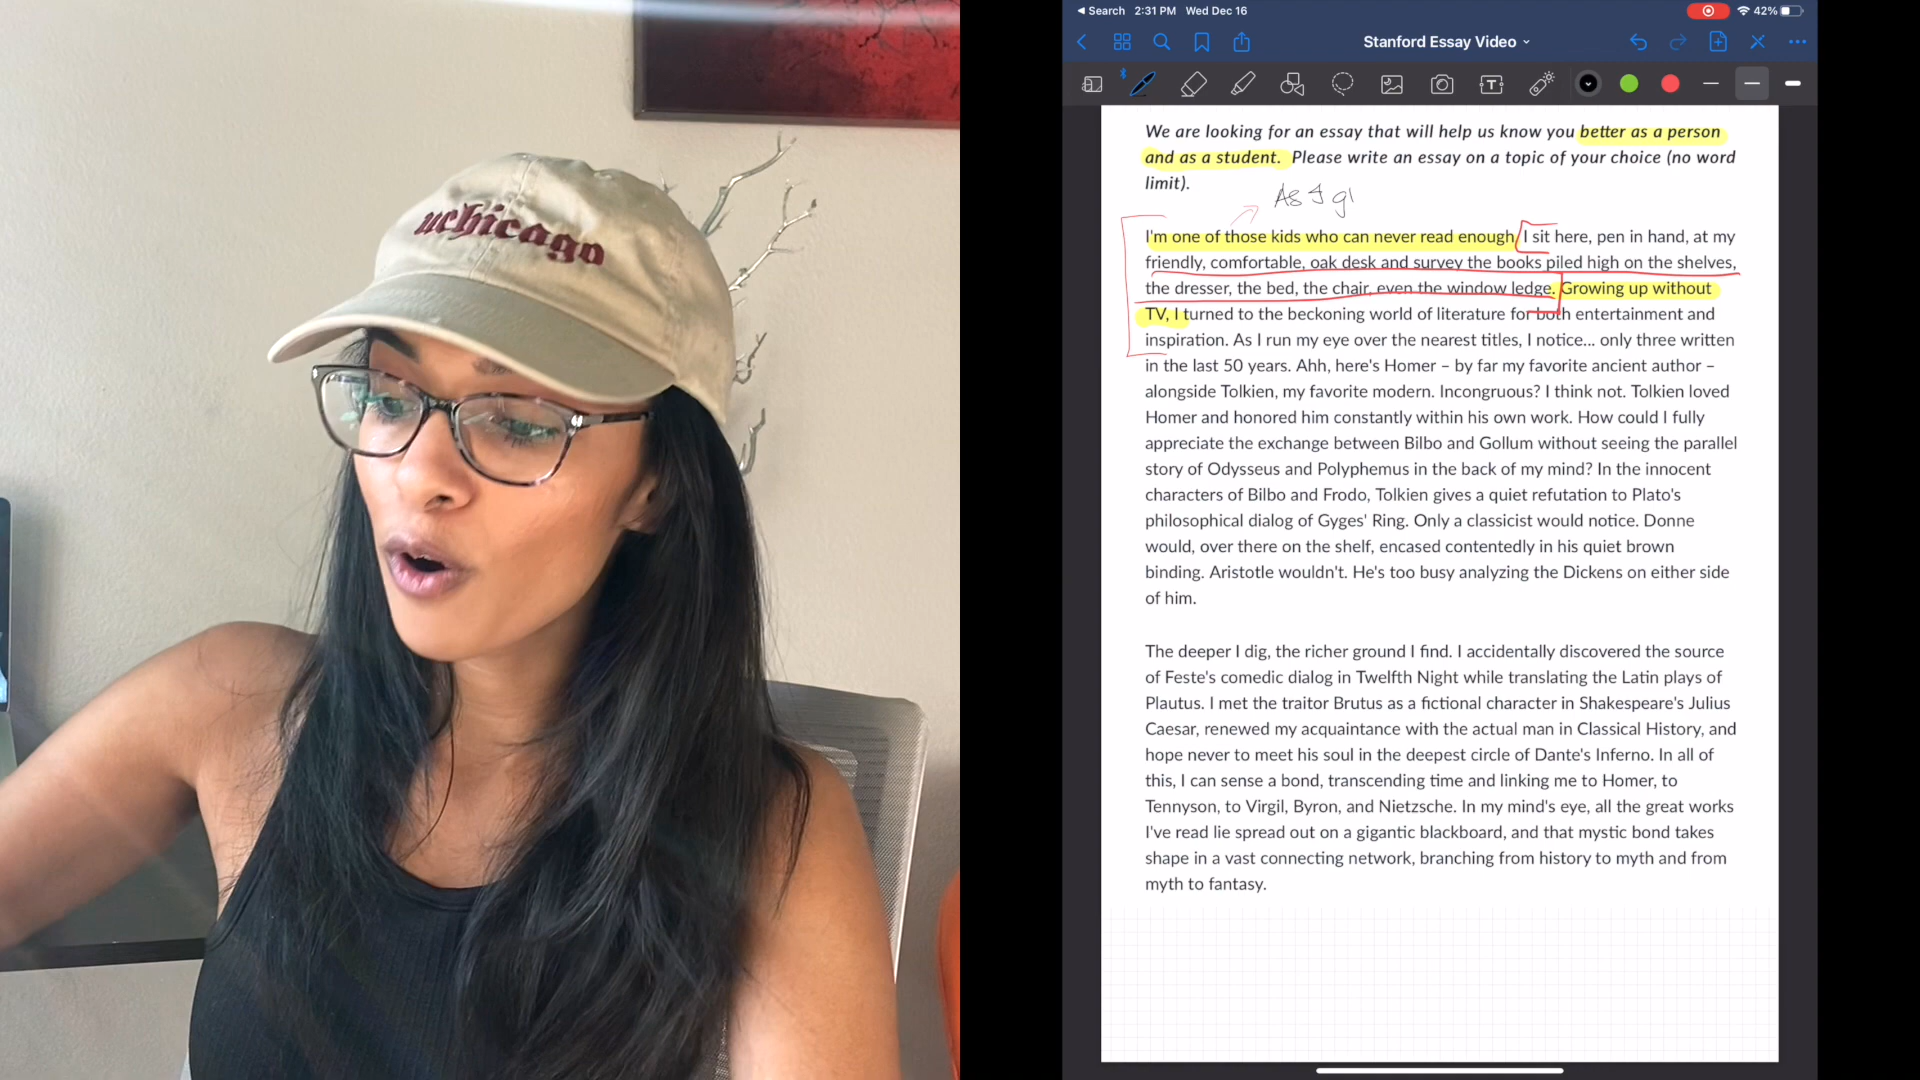 uchicago
Search 2:31 PM Wed Dec 16
42%
Stanford Essay Video
We are looking for an essay that will help us know you better as a person
and as a student. Please write an essay on a topic of your choice (no word
limit).
As I gr
I'm one of those kids who can never read enough. I sit here, pen in hand, at my
friendly, comfortable, oak desk and survey the books piled high on the shelves,
the dresser, the bed, the chair, even the window ledge. Growing up without
TV, I turned to the beckoning world of literature for both entertainment and
inspiration. As I run my eye over the nearest titles, I notice... only three written
in the last 50 years. Ahh, here's Homer – by far my favorite ancient author –
alongside Tolkien, my favorite modern. Incongruous? I think not. Tolkien loved
Homer and honored him constantly within his own work. How could I fully
appreciate the exchange between Bilbo and Gollum without seeing the parallel
story of Odysseus and Polyphemus in the back of my mind? In the innocent
characters of Bilbo and Frodo, Tolkien gives a quiet refutation to Plato's
philosophical dialog of Gyges' Ring. Only a classicist would notice. Donne
would, over there on the shelf, encased contentedly in his quiet brown
binding. Aristotle wouldn't. He's too busy analyzing the Dickens on either side
of him.
The deeper I dig, the richer ground I find. I accidentally discovered the source
of Feste's comedic dialog in Twelfth Night while translating the Latin plays of
Plautus. I met the traitor Brutus as a fictional character in Shakespeare's Julius
Caesar, renewed my acquaintance with the actual man in Classical History, and
hope never to meet his soul in the deepest circle of Dante's Inferno. In all of
this, I can sense a bond, transcending time and linking me to Homer, to
Tennyson, to Virgil, Byron, and Nietzsche. In my mind's eye, all the great works
I've read lie spread out on a gigantic blackboard, and that mystic bond takes
shape in a vast connecting network, branching from history to myth and from
myth to fantasy.